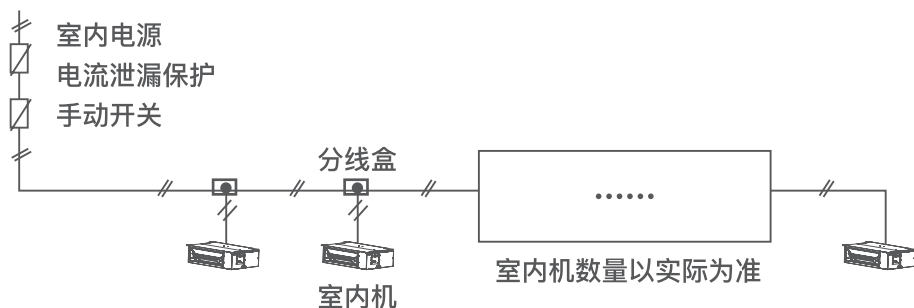 室内电源
电流泄漏保护
手动开关
分线盒
……
室内机数量以实际为准
室内机